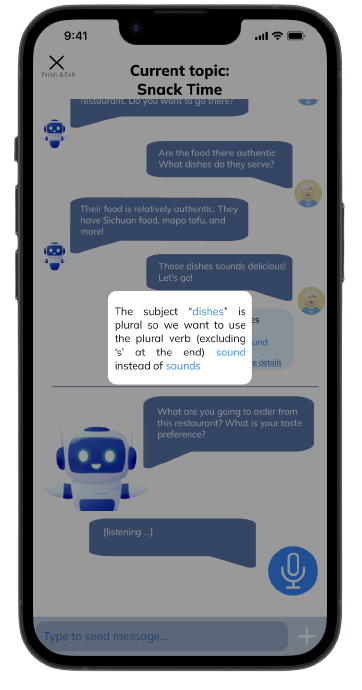 9:41
Finish & Exit
Current topic:
Snack Time
restaurant. Do you want to go there?
Are the food there authentic
What dishes do they serve?
Their food is relatively authentic. They
have Sichuan food, mapo tofu, and
more!
Those dishes sounds delicious!
Let's go!
The subject "dishes" is
plural so we want to use
the plural verb (excluding
's' at the end) sound
instead of sounds
details
What are you going to order from
this restaurant? What is your taste
preference?
[listening ...]
Type to send message...